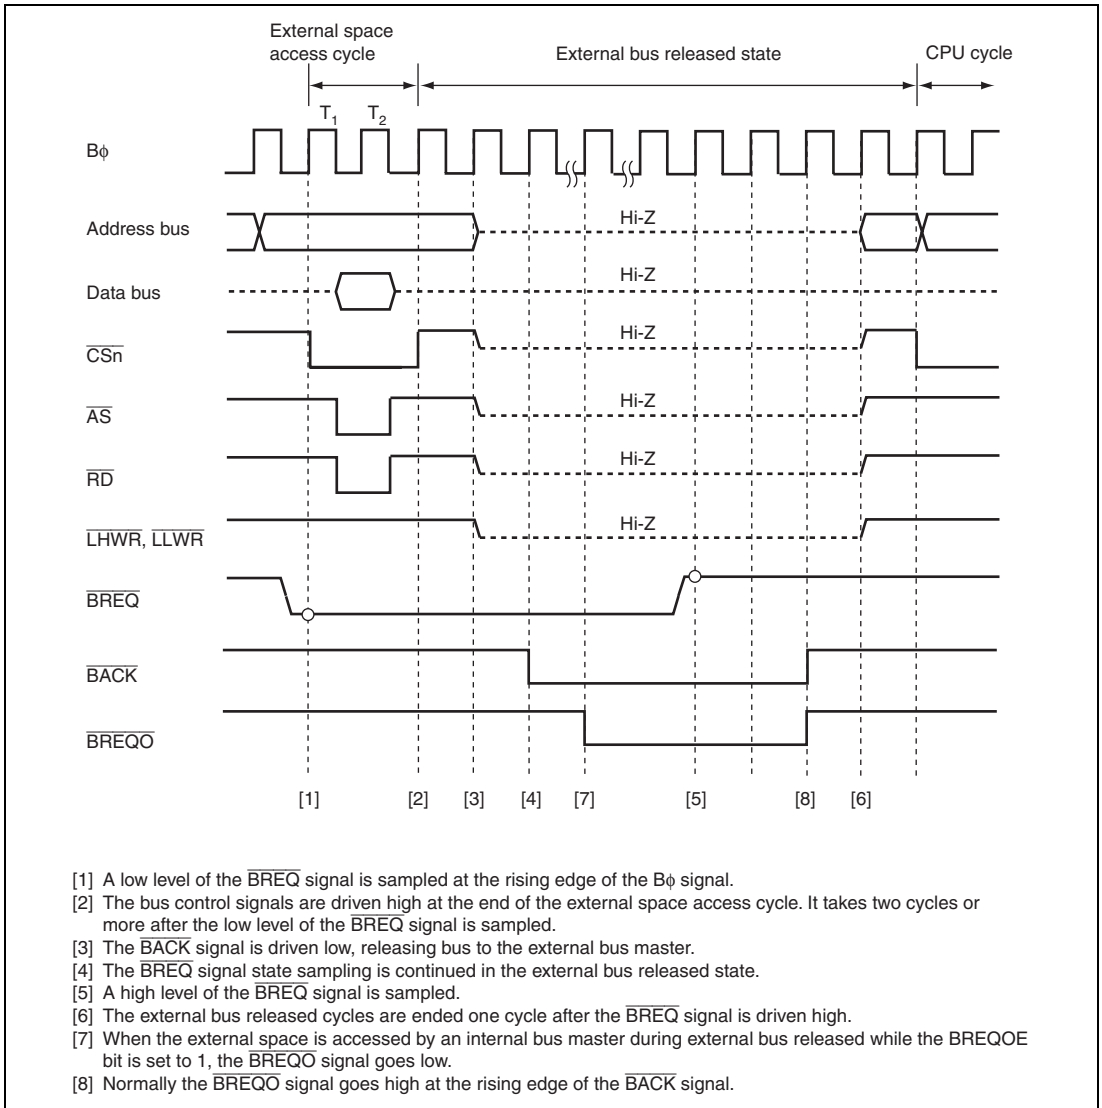 External space
access cycle
External bus released state
CPU cycle
T1
T2
Bϕ
Address bus
Hi-Z
Data bus
Hi-Z
CSn
Hi-Z
AS
Hi-Z
RD
Hi-Z
LHWR, LLWR
Hi-Z
BREQ
BACK
BREQO
[1] [2] [3] [4] [7] [5] [8] [6]
[1] A low level of the BREQ signal is sampled at the rising edge of the Bϕ signal.
[2] The bus control signals are driven high at the end of the external space access cycle. It takes two cycles or
more after the low level of the BREQ signal is sampled.
[3] The BACK signal is driven low, releasing bus to the external bus master.
[4] The BREQ signal state sampling is continued in the external bus released state.
[5] A high level of the BREQ signal is sampled.
[6] The external bus released cycles are ended one cycle after the BREQ signal is driven high.
[7] When the external space is accessed by an internal bus master during external bus released while the BREQOE
bit is set to 1, the BREQO signal goes low.
[8] Normally the BREQO signal goes high at the rising edge of the BACK signal.